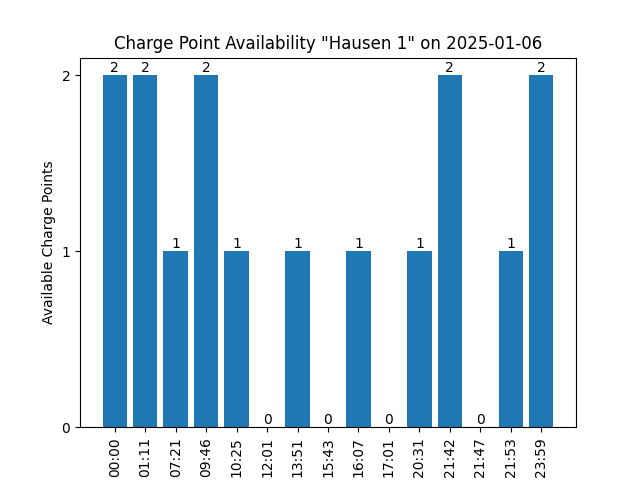 Charge Point Availability "Hausen 1" on 2025-01-06
2 2 1 2 1 0 1 0 1 0 1 2 0 1 2
Available Charge Points
2
1
0
00:00 01:11 07:21 09:46 10:25 12:01 13:51 15:43 16:07 17:01 20:31 21:42 21:47 21:53 23:59